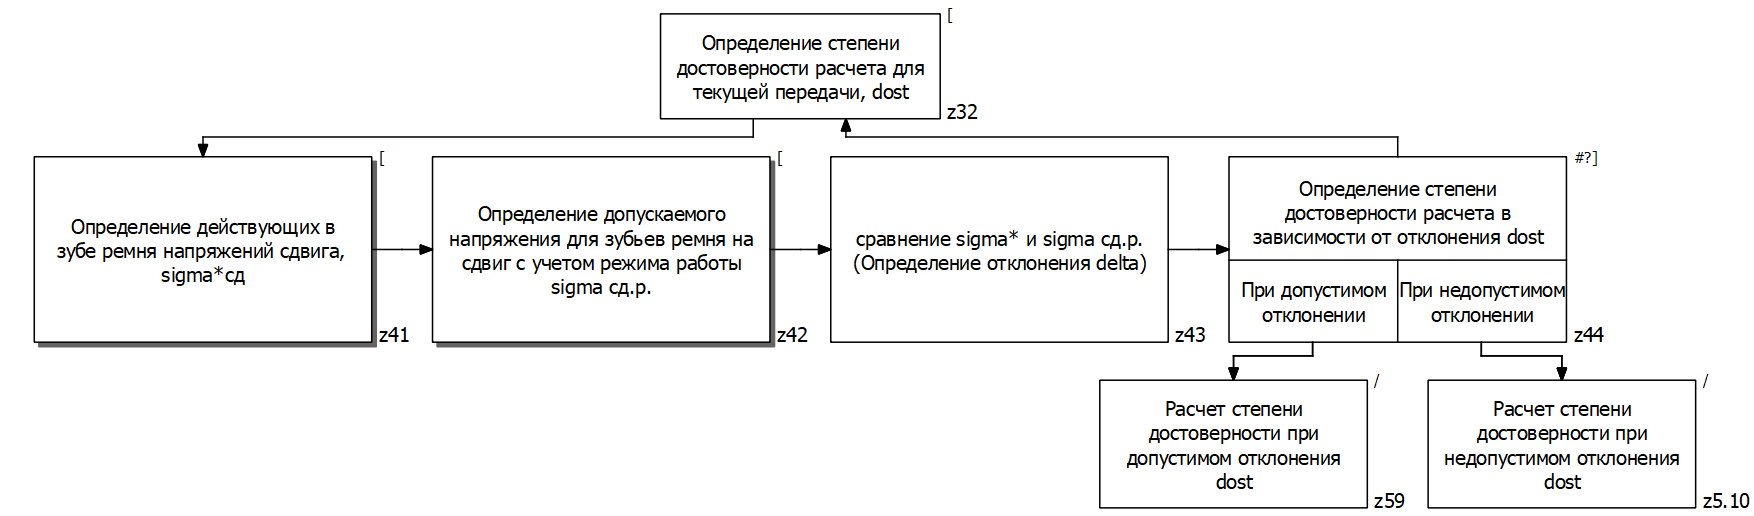 [
Определение степени
достоверности расчета для
текущей передачи, dost
z32
[
Определение действующих в
зубе ремня напряжений сдвига,
sigma*сд
z41
[
Определение допускаемого
напряжения для зубьев ремня на
сдвиг с учетом режима работы
sigma сд.р.
z42
сравнение sigma* и sigma сд.р.
(Определение отклонения delta)
z43
#?]
Определение степени
достоверности расчета в
зависимости от отклонения dost
При допустимом
отклонении
При недопустимом
отклонении
z44
/
Расчет степени
достоверности при
допустимом отклонения
dost
z59
/
Расчет степени
достоверности при
недопустимом отклонения
dost
z5.10